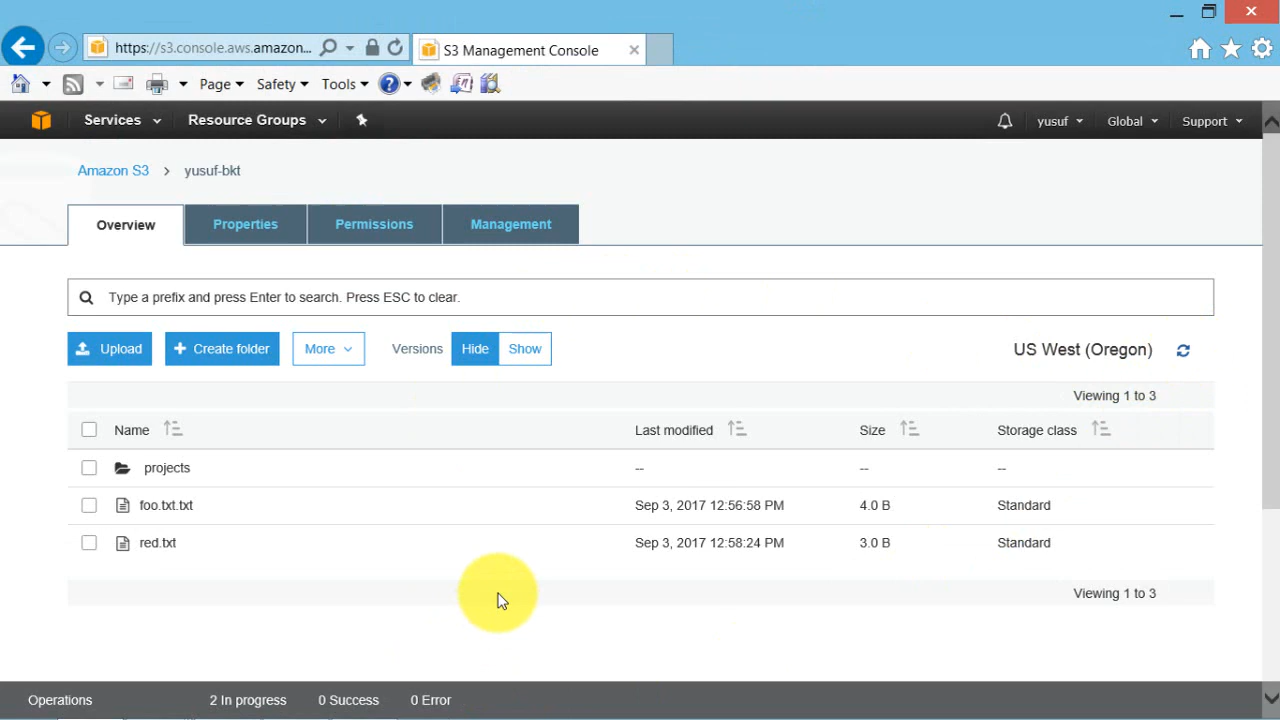 https://s3.console.aws.amazon...
S3 Management Console
Page
Safety
Tools
Services
Resource Groups
yusuf
Global
Support
Amazon S3
yusuf-bkt
Overview
Properties
Permissions
Management
Type a prefix and press Enter to search. Press ESC to clear.
Upload
Create folder
More
Versions
Hide
Show
US West (Oregon)
Viewing 1 to 3
Name
Last modified
Size
Storage class
projects
--
--
--
foo.txt.txt
Sep 3, 2017 12:56:58 PM
4.0 B
Standard
red.txt
Sep 3, 2017 12:58:24 PM
3.0 B
Standard
Viewing 1 to 3
Operations
2 In progress
0 Success
0 Error